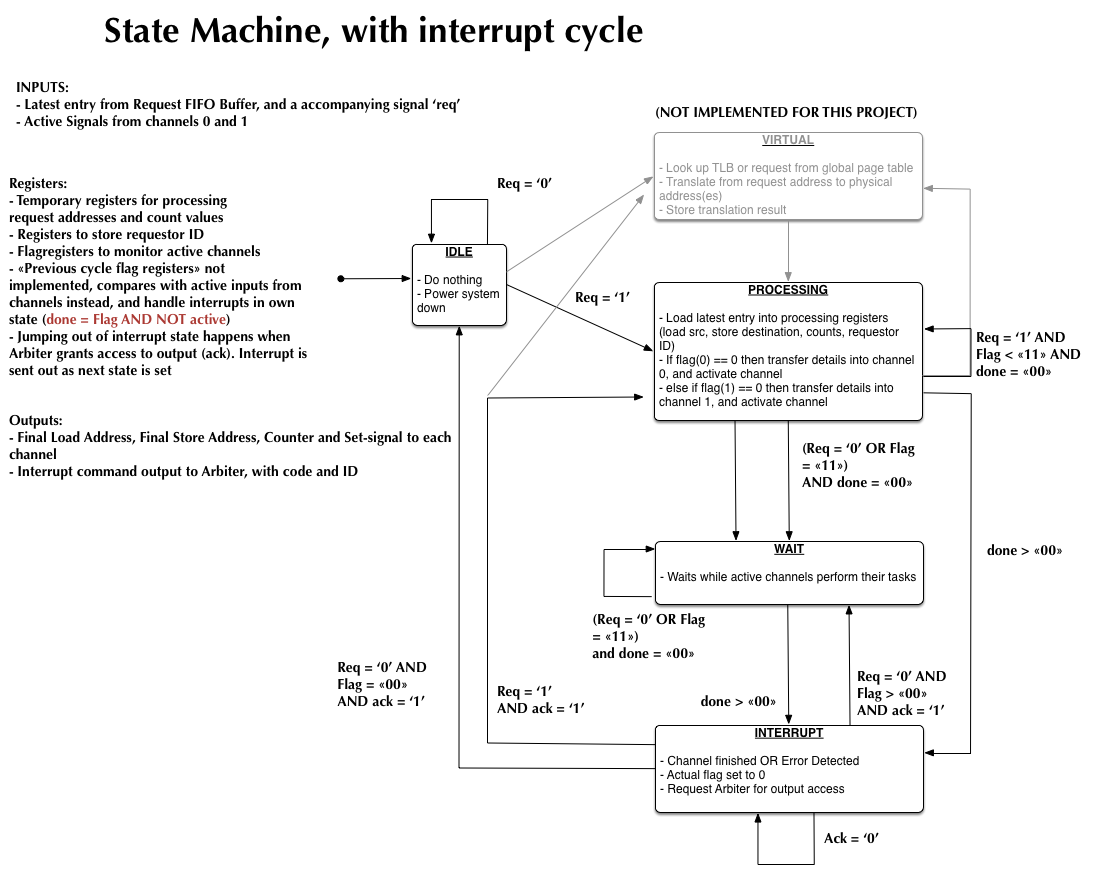 State Machine, with interrupt cycle
INPUTS:
- Latest entry from Request FIFO Buffer, and a accompanying signal ‘req’
- Active Signals from channels 0 and 1
Registers:
- Temporary registers for processing
request addresses and count values
- Registers to store requestor ID
- Flagregisters to monitor active channels
- «Previous cycle flag registers» not
implemented, compares with active inputs from
channels instead, and handle interrupts in own
state (done = Flag AND NOT active)
- Jumping out of interrupt state happens when
Arbiter grants access to output (ack). Interrupt is
sent out as next state is set
Outputs:
- Final Load Address, Final Store Address, Counter and Set-signal to each
channel
- Interrupt command output to Arbiter, with code and ID
(NOT IMPLEMENTED FOR THIS PROJECT)
VIRTUAL
- Look up TLB or request from global page table
- Translate from request address to physical
address(es)
- Store translation result
Req = ‘0’
IDLE
- Do nothing
- Power system
down
Req = ‘1’
PROCESSING
- Load latest entry into processing registers
(load src, store destination, counts, requestor
ID)
- If flag(0) == 0 then transfer details into channel
0, and activate channel
- else if flag(1) == 0 then transfer details into
channel 1, and activate channel
Req = ‘1’ AND
Flag < «11» AND
done = «00»
(Req = ‘0’ OR Flag
= «11»)
AND done = «00»
WAIT
- Waits while active channels perform their tasks
done > «00»
(Req = ‘0’ OR Flag
= «11»)
and done = «00»
Req = ‘0’ AND
Flag = «00»
AND ack = ‘1’
Req = ‘1’
AND ack = ‘1’
done > «00»
Req = ‘0’ AND
Flag > «00»
AND ack = ‘1’
INTERRUPT
- Channel finished OR Error Detected
- Actual flag set to 0
- Request Arbiter for output access
Ack = ‘0’